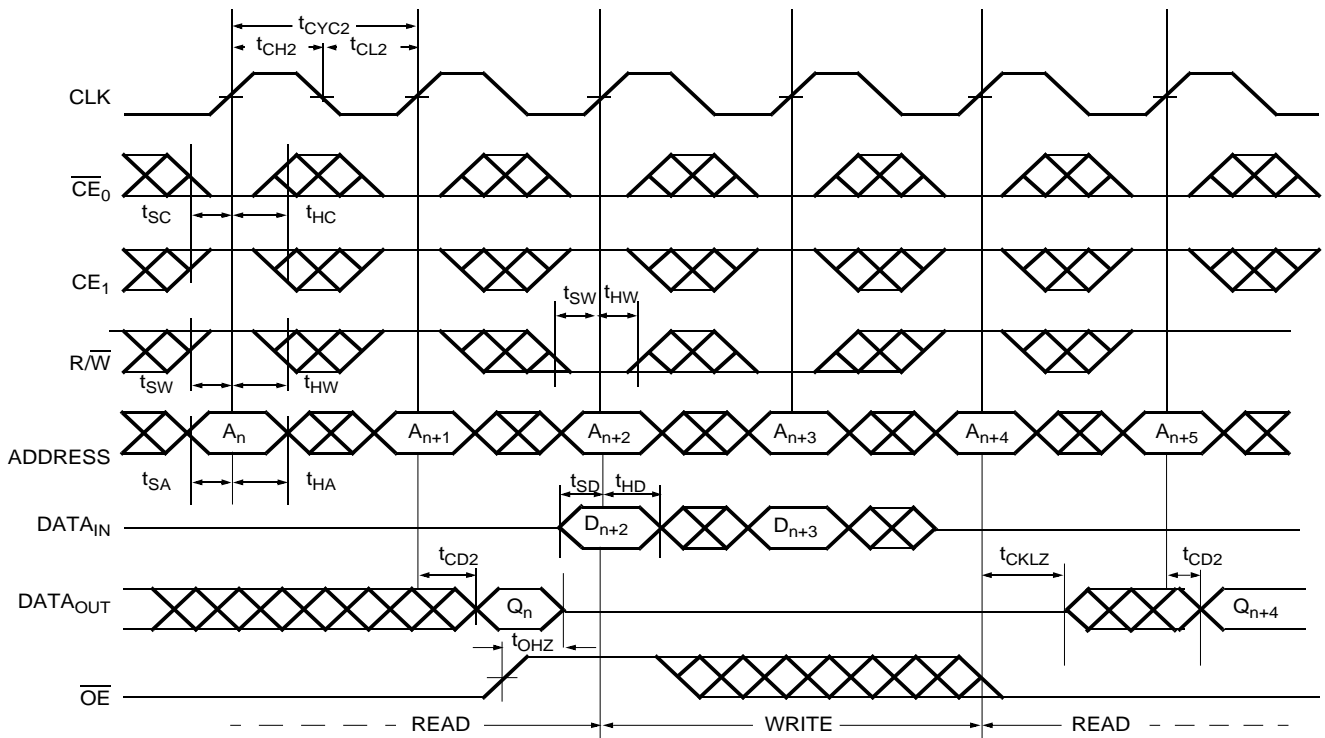 tCYC2
tCH2 tCL2
CLK
CE0
tSC tHC
CE1
tSW tHW
R/W
tSW tHW
An An+1 An+2 An+3 An+4 An+5
ADDRESS
tSA tHA
tSD tHD
DATAIN Dn+2 Dn+3
tCD2 tCKLZ tCD2
DATAOUT Qn Qn+4
tOHZ
OE
READ WRITE READ